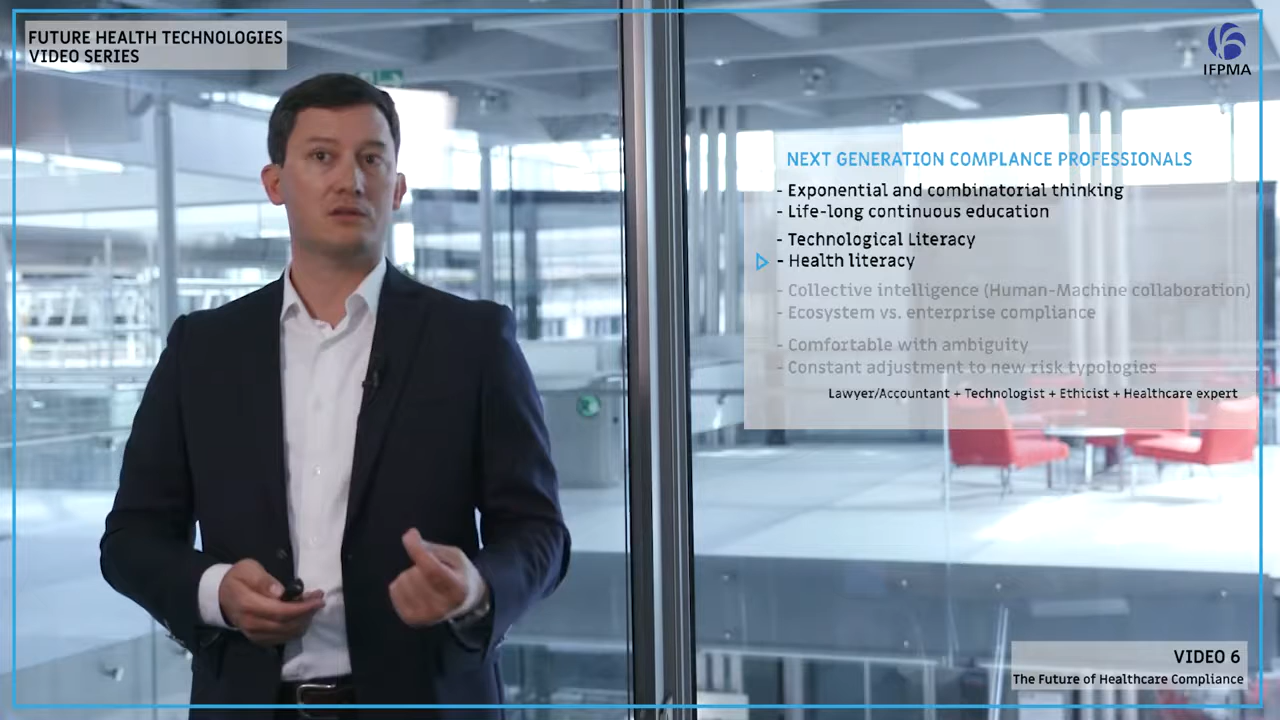 FUTURE HEALTH TECHNOLOGIES
VIDEO SERIES
IFPMA
NEXT GENERATION COMPLANCE PROFESSIONALS
- Exponential and combinatorial thinking
- Life-long continuous education
- Technological Literacy
- Health literacy
- Collective intelligence (Human-Machine collaboration)
- Ecosystem vs. enterprise compliance
- Comfortable with ambiguity
- Constant adjustment to new risk typologies
Lawyer/Accountant + Technologist + Ethicist + Healthcare expert
VIDEO 6
The Future of Healthcare Compliance